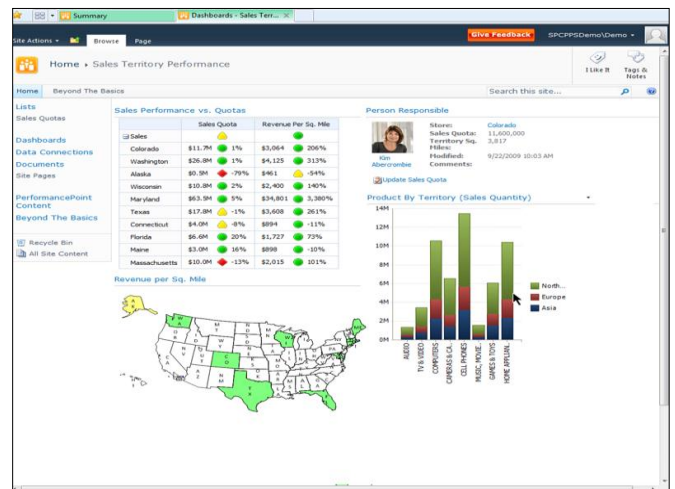 Summary
Dashboards - Sales Terr...
Site Actions
Browse
Page
Give Feedback
SPCPPSDemo\Demo
Home ▸ Sales Territory Performance
I Like It
Tags & Notes
Home
Beyond The Basics
Search this site...
Lists
Sales Quotas
Dashboards
Data Connections
Documents
Site Pages
PerformancePoint Content
Beyond The Basics
Recycle Bin
All Site Content
Sales Performance vs. Quotas
Sales Quota Revenue Per Sq. Mile
Sales
Colorado $11.7M 1% $3,064 206%
Washington $26.8M 1% $4,125 313%
Alaska $0.5M -79% $461 -54%
Wisconsin $10.8M 2% $2,400 140%
Maryland $63.5M 5% $34,801 3,380%
Texas $17.8M -1% $3,608 261%
Connecticut $4.0M -8% $894 -11%
Florida $6.6M 20% $1,727 73%
Maine $3.0M 16% $898 -10%
Massachusetts $10.0M -13% $2,015 101%
Revenue per Sq. Mile
Person Responsible
Kim Abercrombie
Store: Colorado
Sales Quota: 11,600,000
Territory Sq. Miles: 3,817
Modified: 9/22/2009 10:03 AM
Comments:
Update Sales Quota
Product By Territory (Sales Quantity)
14M
12M
10M
8M
6M
4M
2M
0M
AUDIO
TV & VIDEO
COMPUTERS
CAMERAS & CA...
CELL PHONES
MUSIC, MOVIE...
GAMES & TOYS
HOME APPLIAN...
North...
Europe
Asia